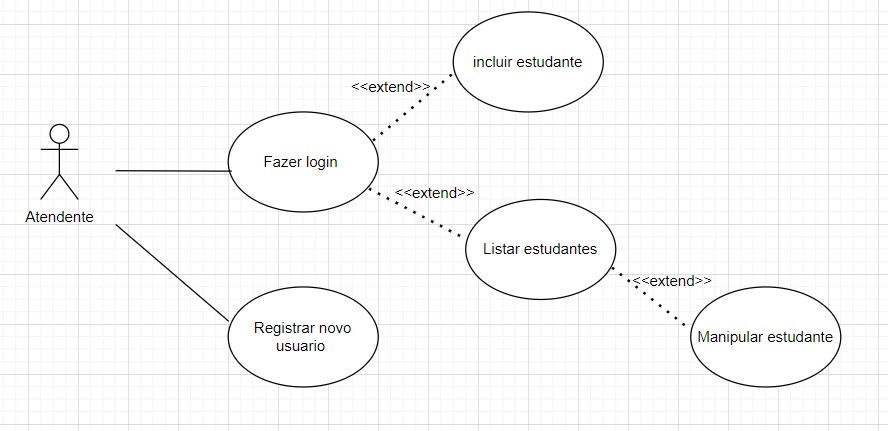 incluir estudante
<<extend>>
Fazer login
<<extend>>
Atendente
Listar estudantes
<<extend>>
Registrar novo
usuario
Manipular estudante